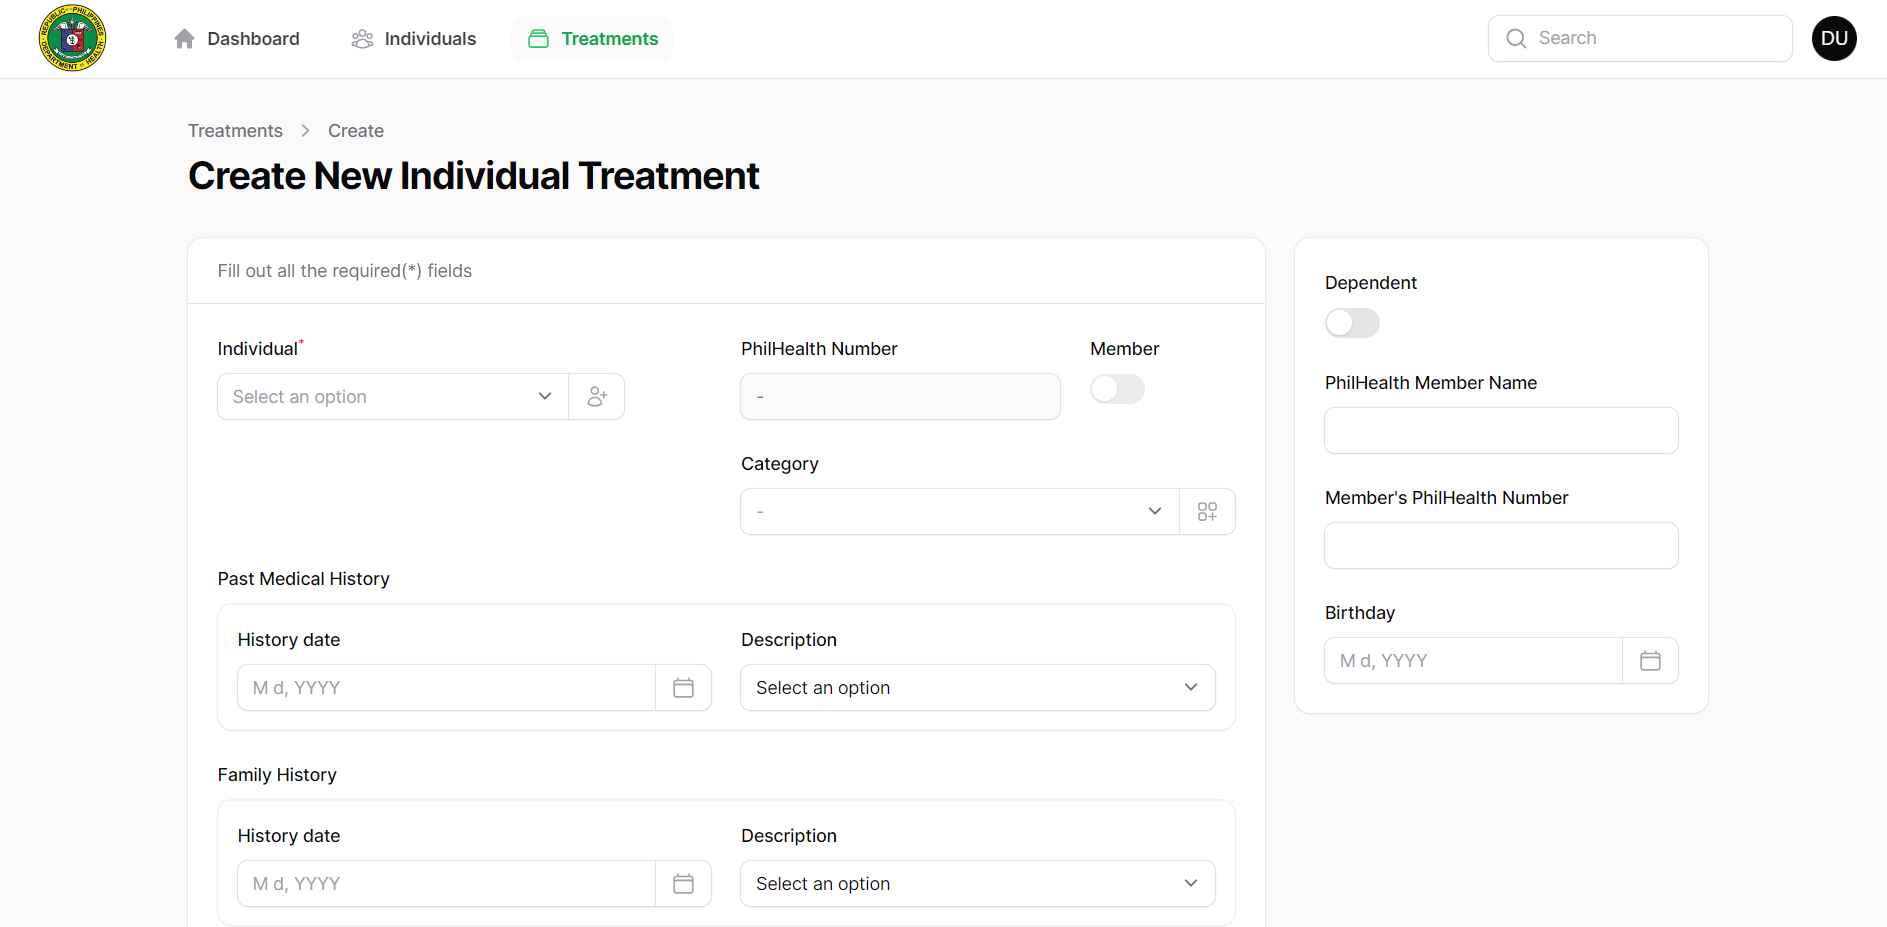 REPUBLIC PHILIPPINES
DEPARTMENT OF HEALTH
Dashboard
Individuals
Treatments
Search
DU
Treatments
Create
Create New Individual Treatment
Fill out all the required(*) fields
Individual*
PhilHealth Number
Member
Select an option
-
Category
-
Past Medical History
History date
Description
M d, YYYY
Select an option
Family History
History date
Description
M d, YYYY
Select an option
Dependent
PhilHealth Member Name
Member's PhilHealth Number
Birthday
M d, YYYY